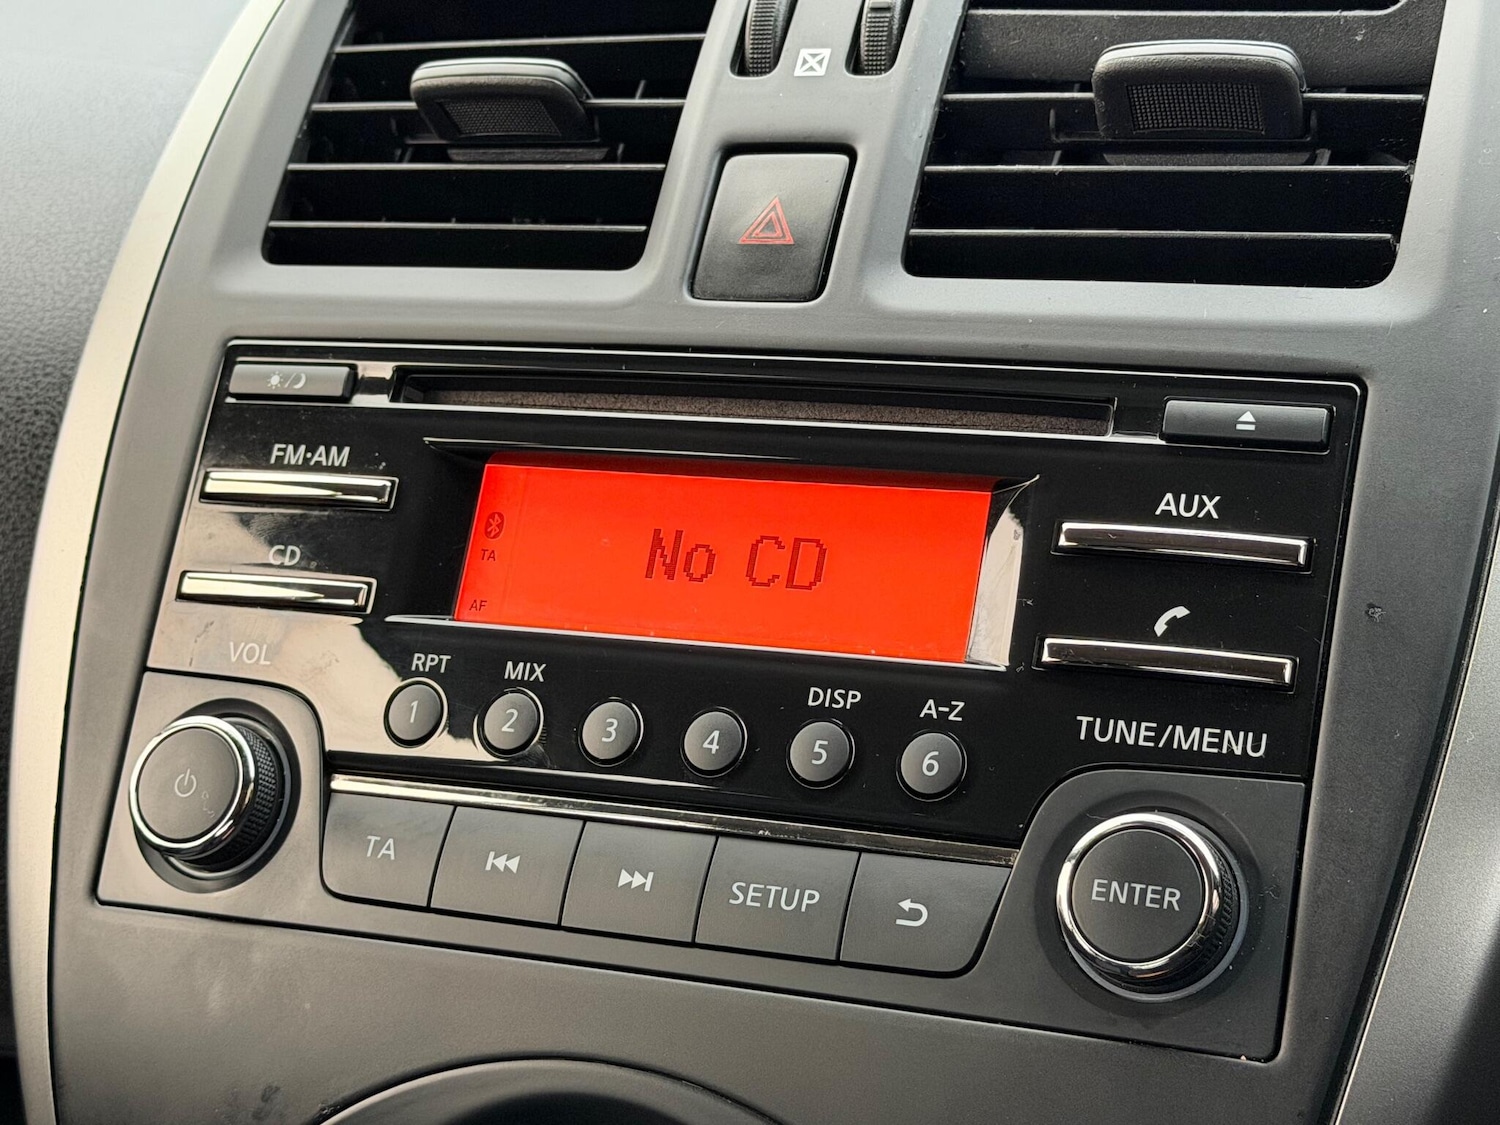 FM·AM
CD
VOL
TA
AF
No CD
AUX
RPT
MIX
DISP
A-Z
1
2
3
4
5
6
TUNE/MENU
TA
SETUP
ENTER